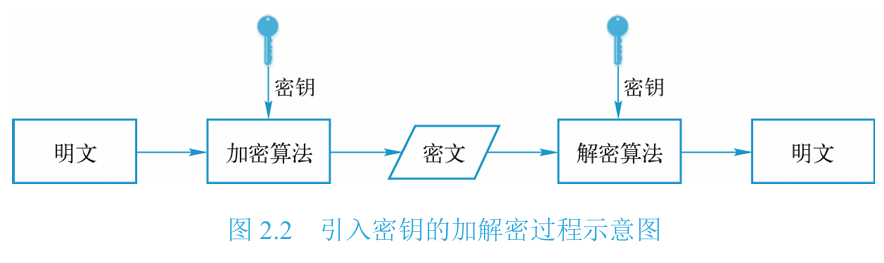 密钥 密钥
明文 加密算法 密文 解密算法 明文
图 2.2 引入密钥的加解密过程示意图